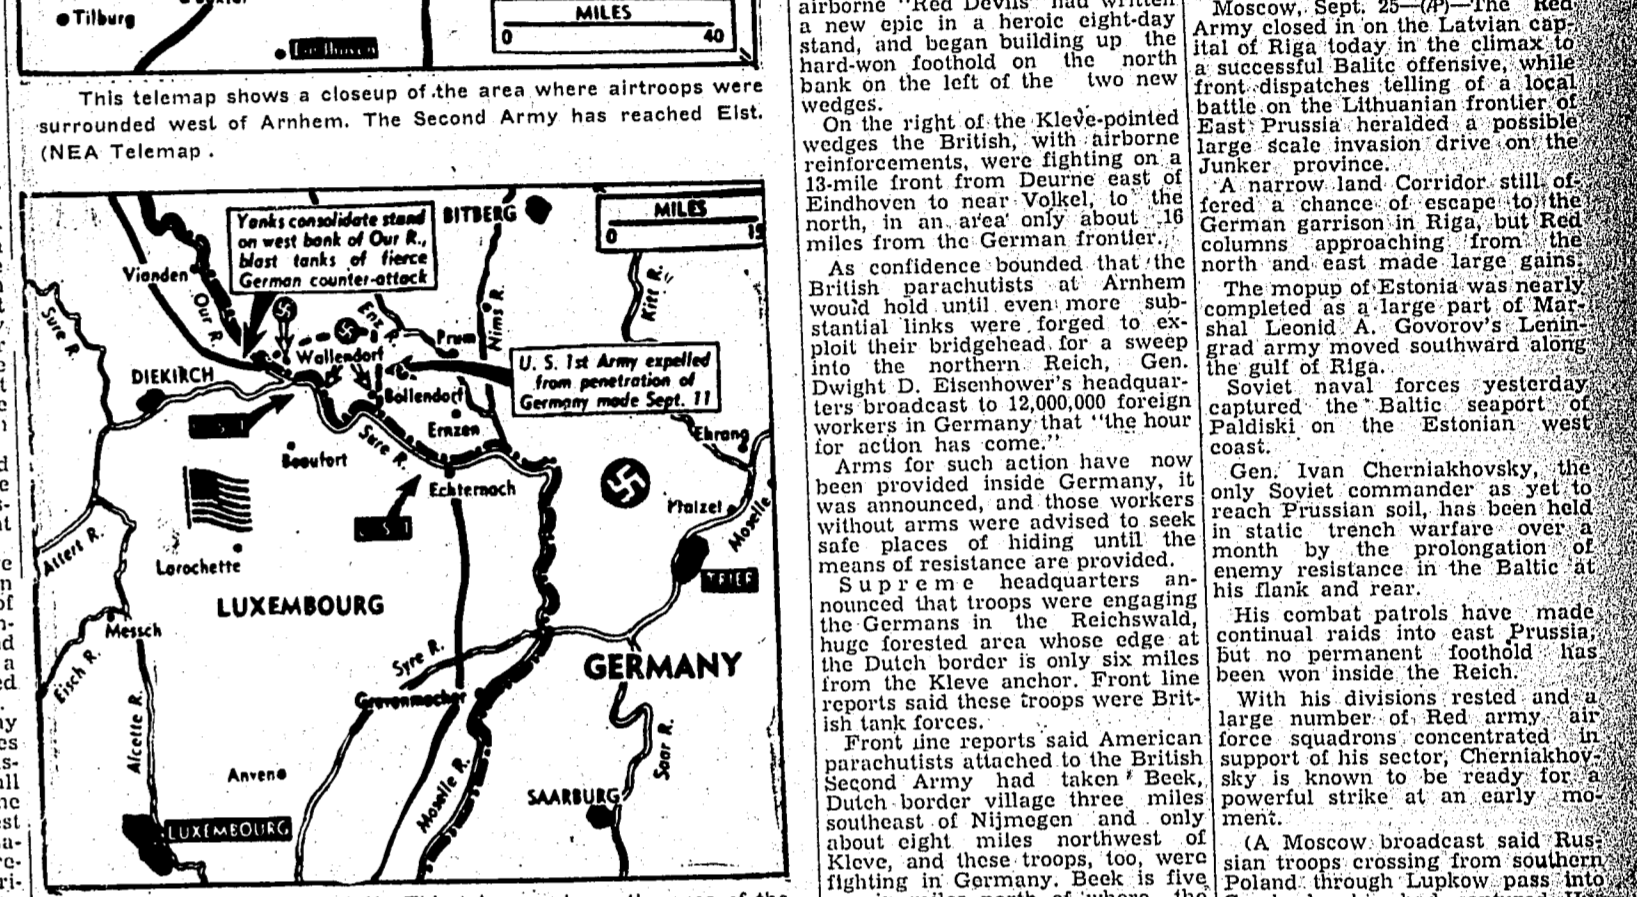 Tilburg
MILES
0 40
This telemap shows a closeup of the area where airtroops were
surrounded west of Arnhem. The Second Army has reached Elst.
(NEA Telemap .
Yanks consolidate stand
on west bank of Our R.,
blast tanks of fierce
German counter-attack
BITBERG
MILES
0 15
Vianden
Our R.
Sure R.
Enz R.
Prum
Nims R.
Kill R.
Wallendorf
U. S. 1st Army expelled
from penetration of
Germany made Sept. 11
DIEKIRCH
Bollendorf
Ernzen
Ehrang
Beaufort
Sure R.
Echternach
Pfalzel
Moselle
Attert R.
Larochette
TRIER
LUXEMBOURG
Messch
Syre R.
GERMANY
Eisch R.
Grevenmacher
Alcette R.
Saar R.
Anven
Moselle R.
SAARBURG
LUXEMBOURG
airborne "Red Devils" had written
a new epic in a heroic eight-day
stand, and began building up the
hard-won foothold on the north
bank on the left of the two new
wedges.
On the right of the Kleve-pointed
wedges the British, with airborne
reinforcements, were fighting on a
13-mile front from Deurne east of
Eindhoven to near Volkel, to the
north, in an area only about 16
miles from the German frontier.
As confidence bounded that the
British parachutists at Arnhem
would hold until even more sub-
stantial links were forged to ex-
ploit their bridgehead for a sweep
into the northern Reich, Gen.
Dwight D. Eisenhower's headquar-
ters broadcast to 12,000,000 foreign
workers in Germany that "the hour
for action has come."
Arms for such action have now
been provided inside Germany, it
was announced, and those workers
without arms were advised to seek
safe places of hiding until the
means of resistance are provided.
Supreme headquarters an-
nounced that troops were engaging
the Germans in the Reichswald,
huge forested area whose edge at
the Dutch border is only six miles
from the Kleve anchor. Front line
reports said these troops were Brit-
ish tank forces.
Front line reports said American
parachutists attached to the British
Second Army had taken Beek,
Dutch border village three miles
southeast of Nijmegen and only
about eight miles northwest of
Kleve, and these troops, too, were
fighting in Germany. Beek is five
miles north of where the
Moscow, Sept. 25—(AP)—The Red
Army closed in on the Latvian cap-
ital of Riga today in the climax to
a successful Balitc offensive, while
front dispatches telling of a local
battle on the Lithuanian frontier of
East Prussia heralded a possible
large scale invasion drive on the
Junker province.
A narrow land Corridor still of-
fered a chance of escape to the
German garrison in Riga, but Red
columns approaching from the
north and east made large gains.
The mopup of Estonia was nearly
completed as a large part of Mar-
shal Leonid A. Govorov's Lenin-
grad army moved southward along
the gulf of Riga.
Soviet naval forces yesterday
captured the Baltic seaport of
Paldiski on the Estonian west
coast.
Gen. Ivan Cherniakhovsky, the
only Soviet commander as yet to
reach Prussian soil, has been held
in static trench warfare over a
month by the prolongation of
enemy resistance in the Baltic at
his flank and rear.
His combat patrols have made
continual raids into east Prussia,
but no permanent foothold has
been won inside the Reich.
With his divisions rested and a
large number of Red army air
force squadrons concentrated in
support of his sector, Cherniakhov-
sky is known to be ready for a
powerful strike at an early mo-
ment.
(A Moscow broadcast said Rus-
sian troops crossing from southern
Poland through Lupkow pass into